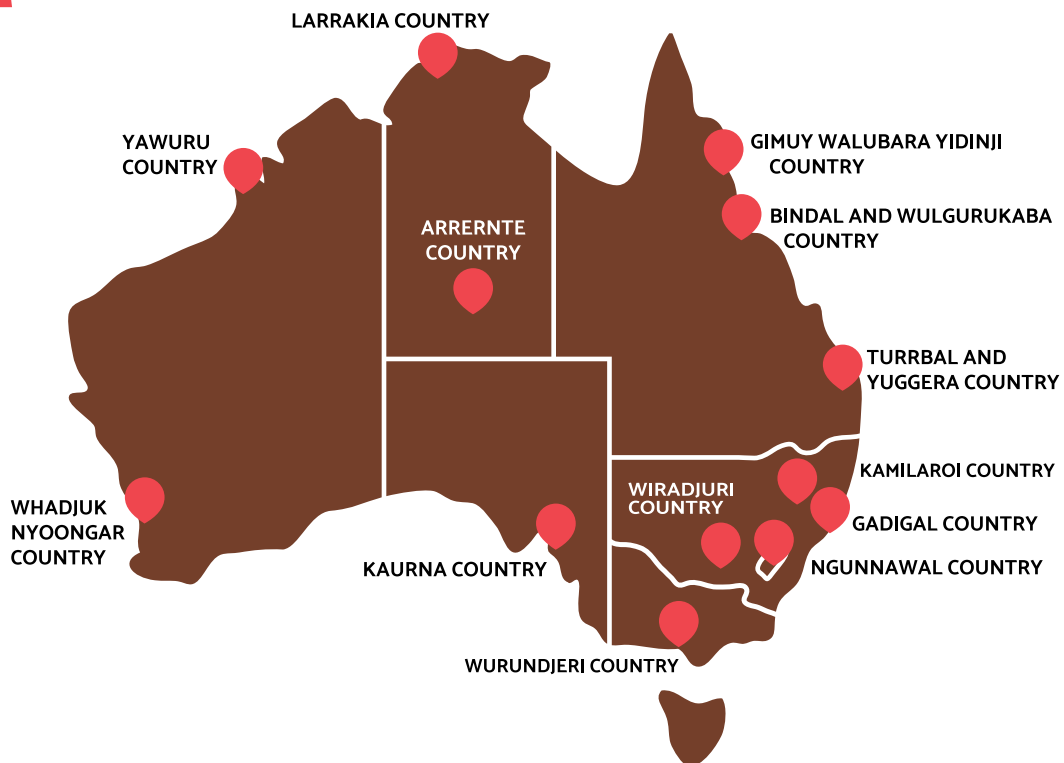 LARRAKIA COUNTRY
YAWURU
COUNTRY
GIMUY WALUBARA YIDINJI
COUNTRY
BINDAL AND WULGURUKABA
COUNTRY
ARRERNTE
COUNTRY
TURRBAL AND
YUGGERA COUNTRY
KAMILAROI COUNTRY
WIRADJURI
COUNTRY
GADIGAL COUNTRY
WHADJUK
NYOONGAR
COUNTRY
KAURNA COUNTRY
NGUNNAWAL COUNTRY
WURUNDJERI COUNTRY